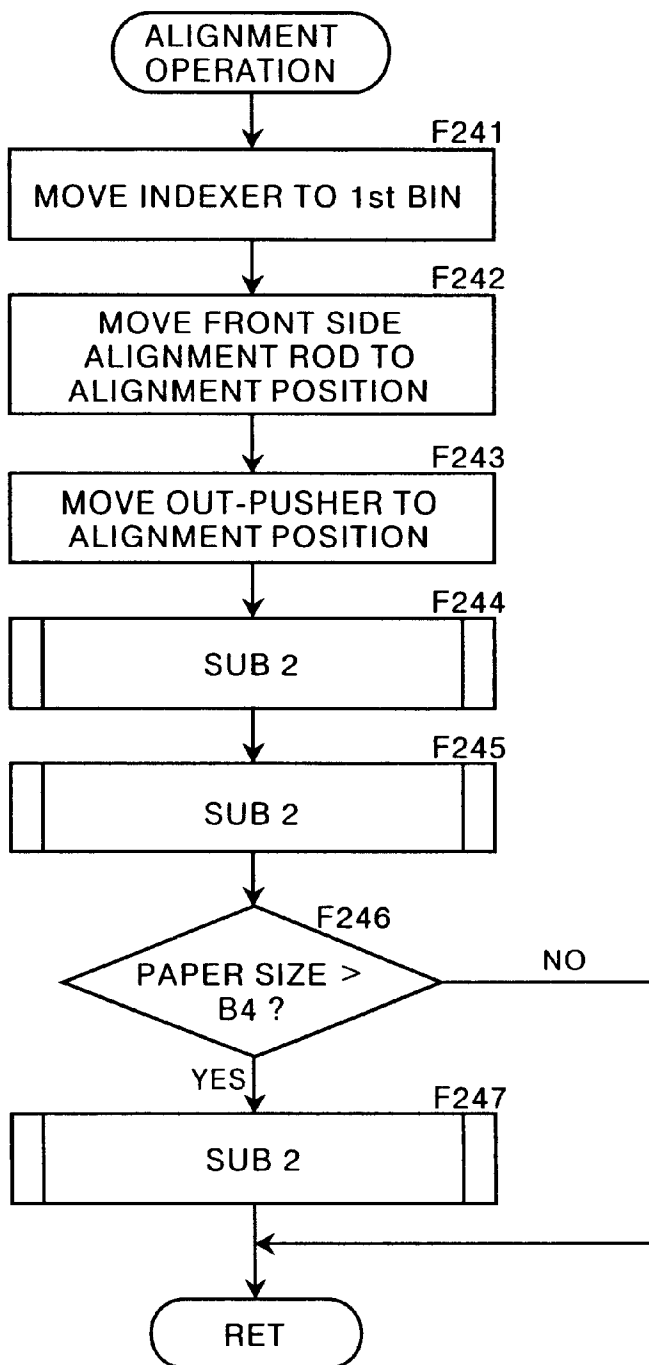 ALIGNMENT
OPERATION
F241
MOVE INDEXER TO 1st BIN
F242
MOVE FRONT SIDE
ALIGNMENT ROD TO
ALIGNMENT POSITION
F243
MOVE OUT-PUSHER TO
ALIGNMENT POSITION
F244
SUB 2
F245
SUB 2
F246
PAPER SIZE >
B4 ?
NO
YES
F247
SUB 2
RET